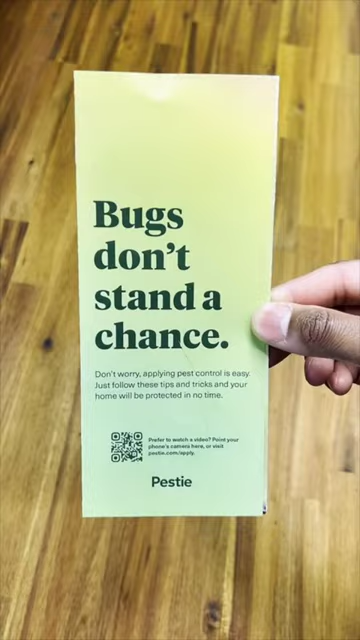 Bugs
don't
stand a
chance.
Don't worry, applying pest control is easy.
Just follow these tips and tricks and your
home will be protected in no time.
Prefer to watch a video? Point your
phone's camera here, or visit
pestie.com/apply.
Pestie